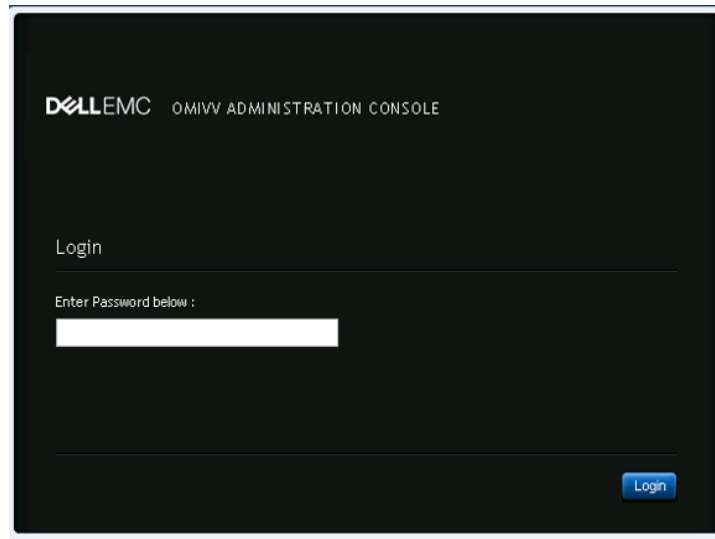 DELLEMC OMIVV ADMINISTRATION CONSOLE
Login
Enter Password below :
Login